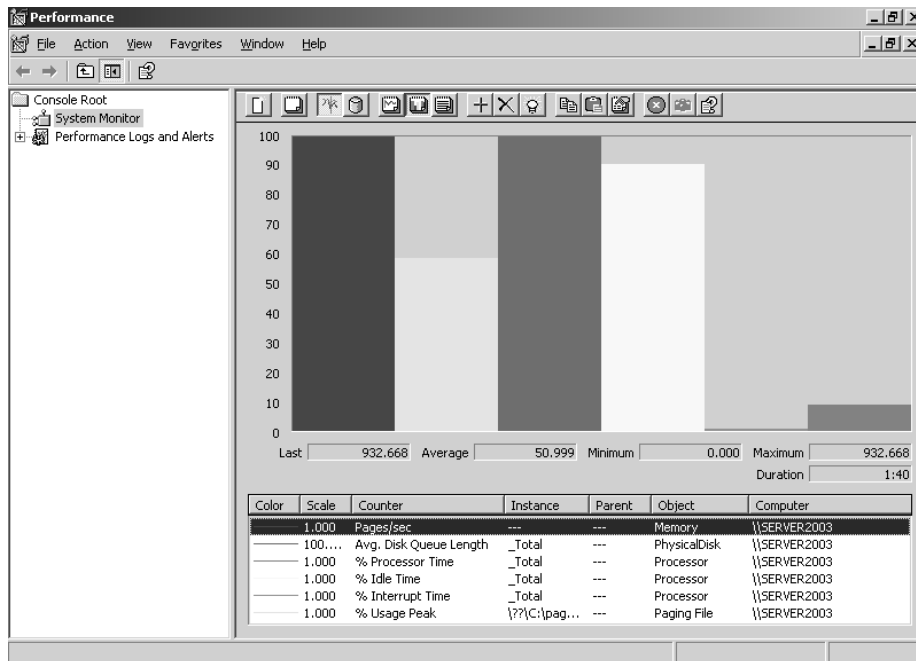 Performance
File Action View Favorites Window Help
Console Root
System Monitor
Performance Logs and Alerts
100
90
80
70
60
50
40
30
20
10
0
Last 932.668 Average 50.999 Minimum 0.000 Maximum 932.668
Duration 1:40
Color Scale Counter Instance Parent Object Computer
1.000 Pages/sec --- --- Memory \\SERVER2003
100.... Avg. Disk Queue Length _Total --- PhysicalDisk \\SERVER2003
1.000 % Processor Time _Total --- Processor \\SERVER2003
1.000 % Idle Time _Total --- Processor \\SERVER2003
1.000 % Interrupt Time _Total --- Processor \\SERVER2003
1.000 % Usage Peak \??\C:\pag... --- Paging File \\SERVER2003